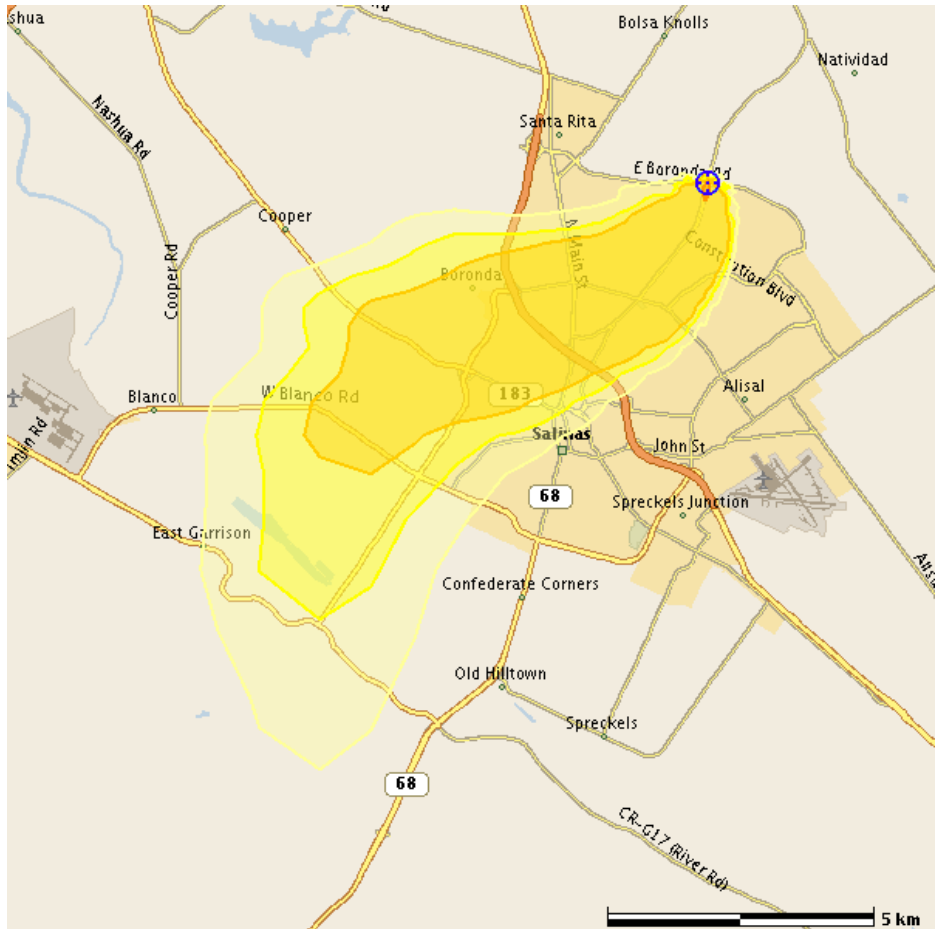 shua
Bolsa Knolls
Natividad
Nashua Rd
Santa Rita
E Boronda Rd
Cooper
N Main St
Constitution Blvd
Cooper Rd
Boronda
W Blanco Rd
183
Alisal
Blanco
Salinas
John St
68
Spreckels Junction
East Garrison
Confederate Corners
Old Hilltown
Spreckels
68
CR-G17 (River Rd)
5 km